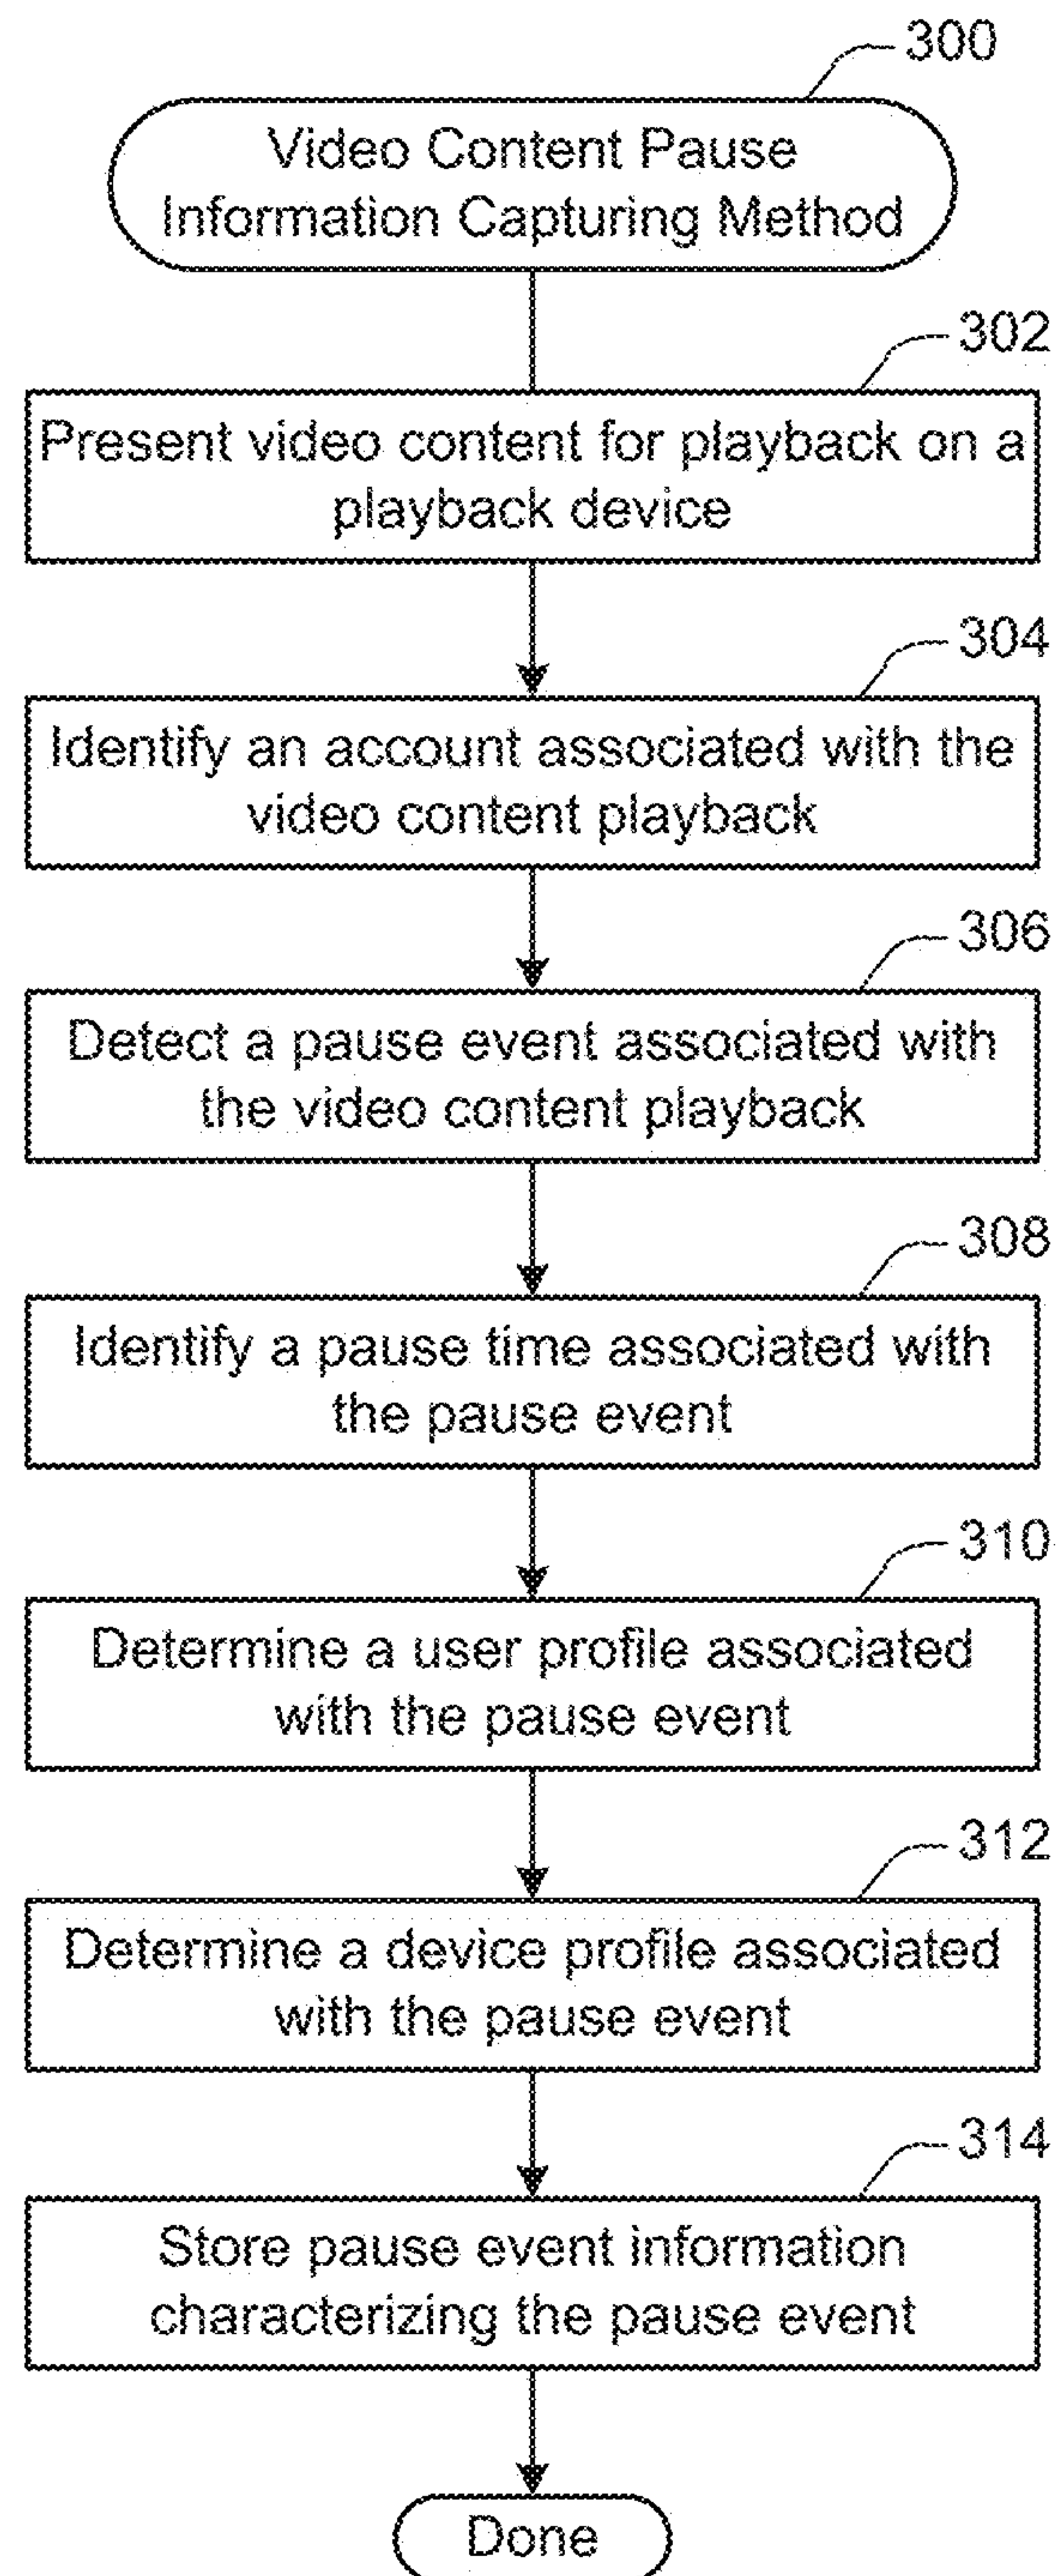 300
Video Content Pause
Information Capturing Method
302
Present video content for playback on a
playback device
304
Identify an account associated with the
video content playback
306
Detect a pause event associated with
the video content playback
308
Identify a pause time associated with
the pause event
310
Determine a user profile associated
with the pause event
312
Determine a device profile associated
with the pause event
314
Store pause event information
characterizing the pause event
Done